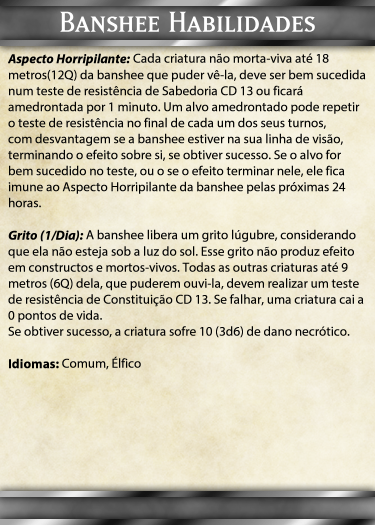 Banshee Habilidades
Aspecto Horripilante: Cada criatura não morta-viva até 18
metros(12Q) da banshee que puder vê-la, deve ser bem sucedida
num teste de resistência de Sabedoria CD 13 ou ficará
amedrontada por 1 minuto. Um alvo amedrontado pode repetir
o teste de resistência no final de cada um dos seus turnos,
com desvantagem se a banshee estiver na sua linha de visão,
terminando o efeito sobre si, se obtiver sucesso. Se o alvo for
bem sucedido no teste, ou o se o efeito terminar nele, ele fica
imune ao Aspecto Horripilante da banshee pelas próximas 24
horas.
Grito (1/Dia): A banshee libera um grito lúgubre, considerando
que ela não esteja sob a luz do sol. Esse grito não produz efeito
em constructos e mortos-vivos. Todas as outras criaturas até 9
metros (6Q) dela, que puderem ouvi-la, devem realizar um teste
de resistência de Constituição CD 13. Se falhar, uma criatura cai a
0 pontos de vida.
Se obtiver sucesso, a criatura sofre 10 (3d6) de dano necrótico.
Idiomas: Comum, Élfico